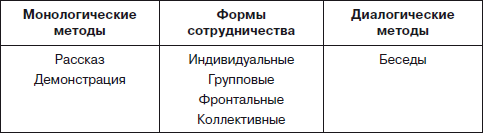 Монологические методы
Формы сотрудничества
Диалогические методы
Рассказ
Демонстрация
Индивидуальные
Групповые
Фронтальные
Коллективные
Беседы